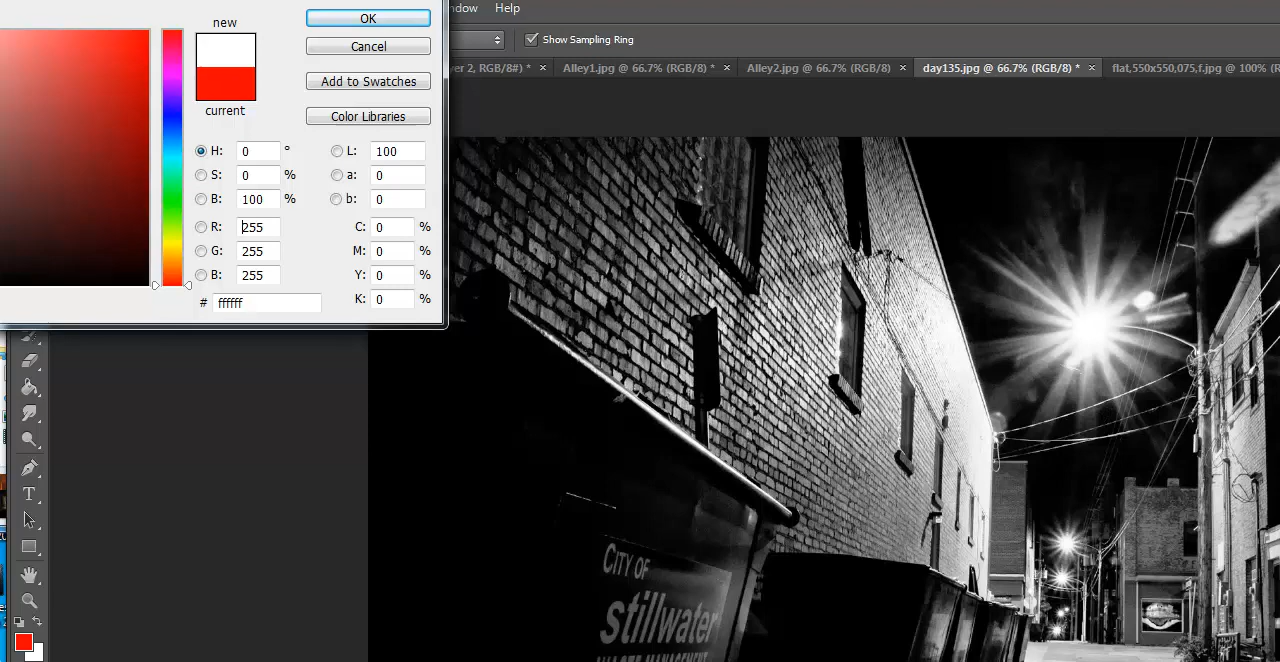 ndow Help
new OK
Cancel
Show Sampling Ring
yer 2, RGB/8#) * × Alley1.jpg @ 66.7% (RGB/8) * × Alley2.jpg @ 66.7% (RGB/8) × day135.jpg @ 66.7% (RGB/8) * × flat,550x550,075,f.jpg @ 100% (R
Add to Swatches
current Color Libraries
H: 0 ° L: 100
S: 0 % a: 0
B: 100 % b: 0
R: 255 C: 0 %
G: 255 M: 0 %
B: 255 Y: 0 %
# ffffff K: 0 %
T
CITY OF
stillwater
WASTE MANAGEMENT